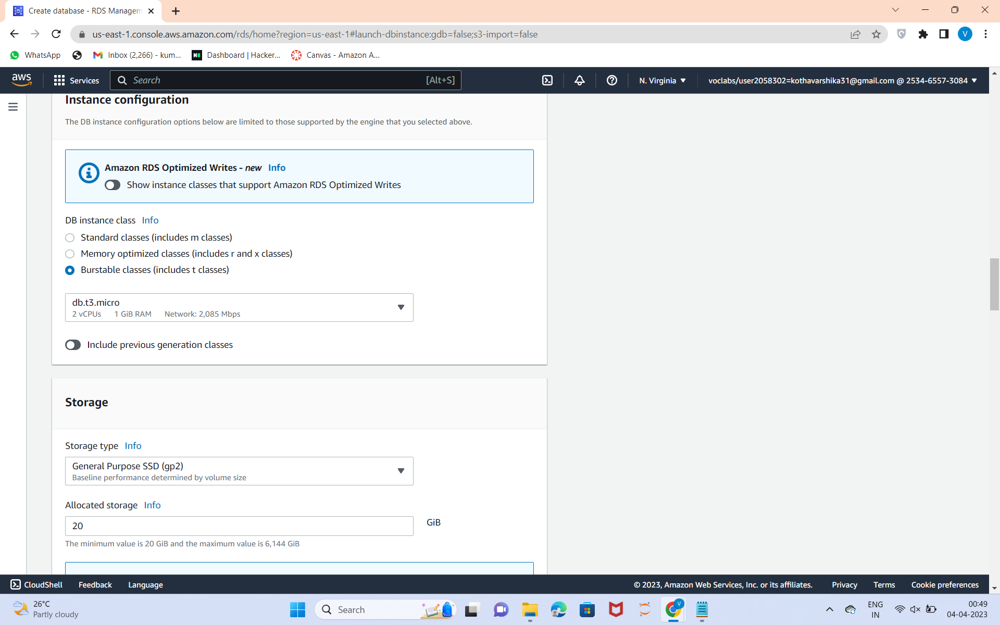 Create database - RDS Managem
us-east-1.console.aws.amazon.com/rds/home?region=us-east-1#launch-dbinstance:gdb=false;s3-import=false
V
WhatsApp
Inbox (2,266) - kum...
Dashboard | Hacker...
Canvas - Amazon A...
aws
Services
Search
[Alt+S]
N. Virginia
voclabs/user2058302=kothavarshika31@gmail.com @ 2534-6557-3084
Instance configuration
The DB instance configuration options below are limited to those supported by the engine that you selected above.
Amazon RDS Optimized Writes - new Info
Show instance classes that support Amazon RDS Optimized Writes
DB instance class Info
Standard classes (includes m classes)
Memory optimized classes (includes r and x classes)
Burstable classes (includes t classes)
db.t3.micro
2 vCPUs 1 GiB RAM Network: 2,085 Mbps
Include previous generation classes
Storage
Storage type Info
General Purpose SSD (gp2)
Baseline performance determined by volume size
Allocated storage Info
20
GiB
The minimum value is 20 GiB and the maximum value is 6,144 GiB
CloudShell
Feedback
Language
© 2023, Amazon Web Services, Inc. or its affiliates.
Privacy
Terms
Cookie preferences
26°C
Partly cloudy
Search
V
ENG
IN
00:49
04-04-2023